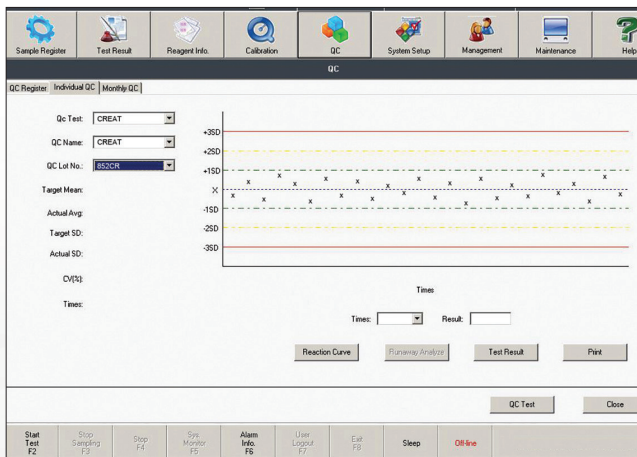 Sample Register Test Result Reagent Info. Calibration QC System Setup Management Maintenance Help
QC
QC Register Individual QC Monthly QC
Qc Test: CREAT
QC Name: CREAT
QC Lot No.: 852CR
Target Mean:
Actual Avg:
Target SD:
Actual SD:
CV(%):
Times:
+3SD
+2SD
+1SD
X
-1SD
-2SD
-3SD
Times
Times: Result:
Reaction Curve Runaway Analyze Test Result Print
QC Test Close
Start Test F2
Stop Sampling F3
Stop F4
Sys. Monitor F5
Alarm Info. F6
User Logout F7
Exit F8
Sleep
Off-line